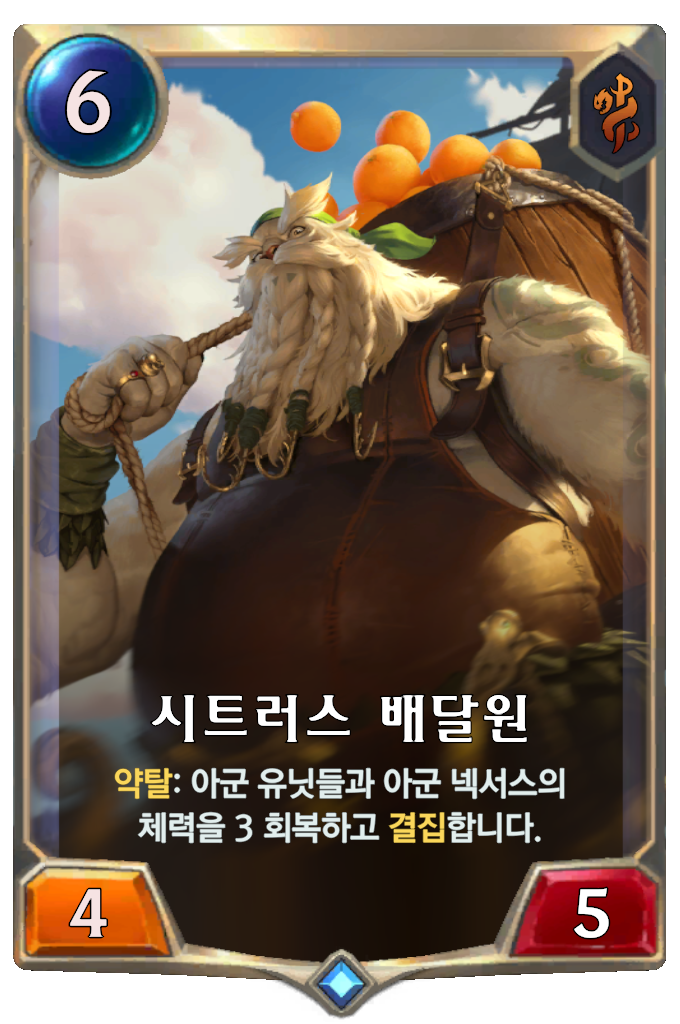 6
시트러스 배달원
약탈: 아군 유닛들과 아군 넥서스의
체력을 3 회복하고 결집합니다.
4
5